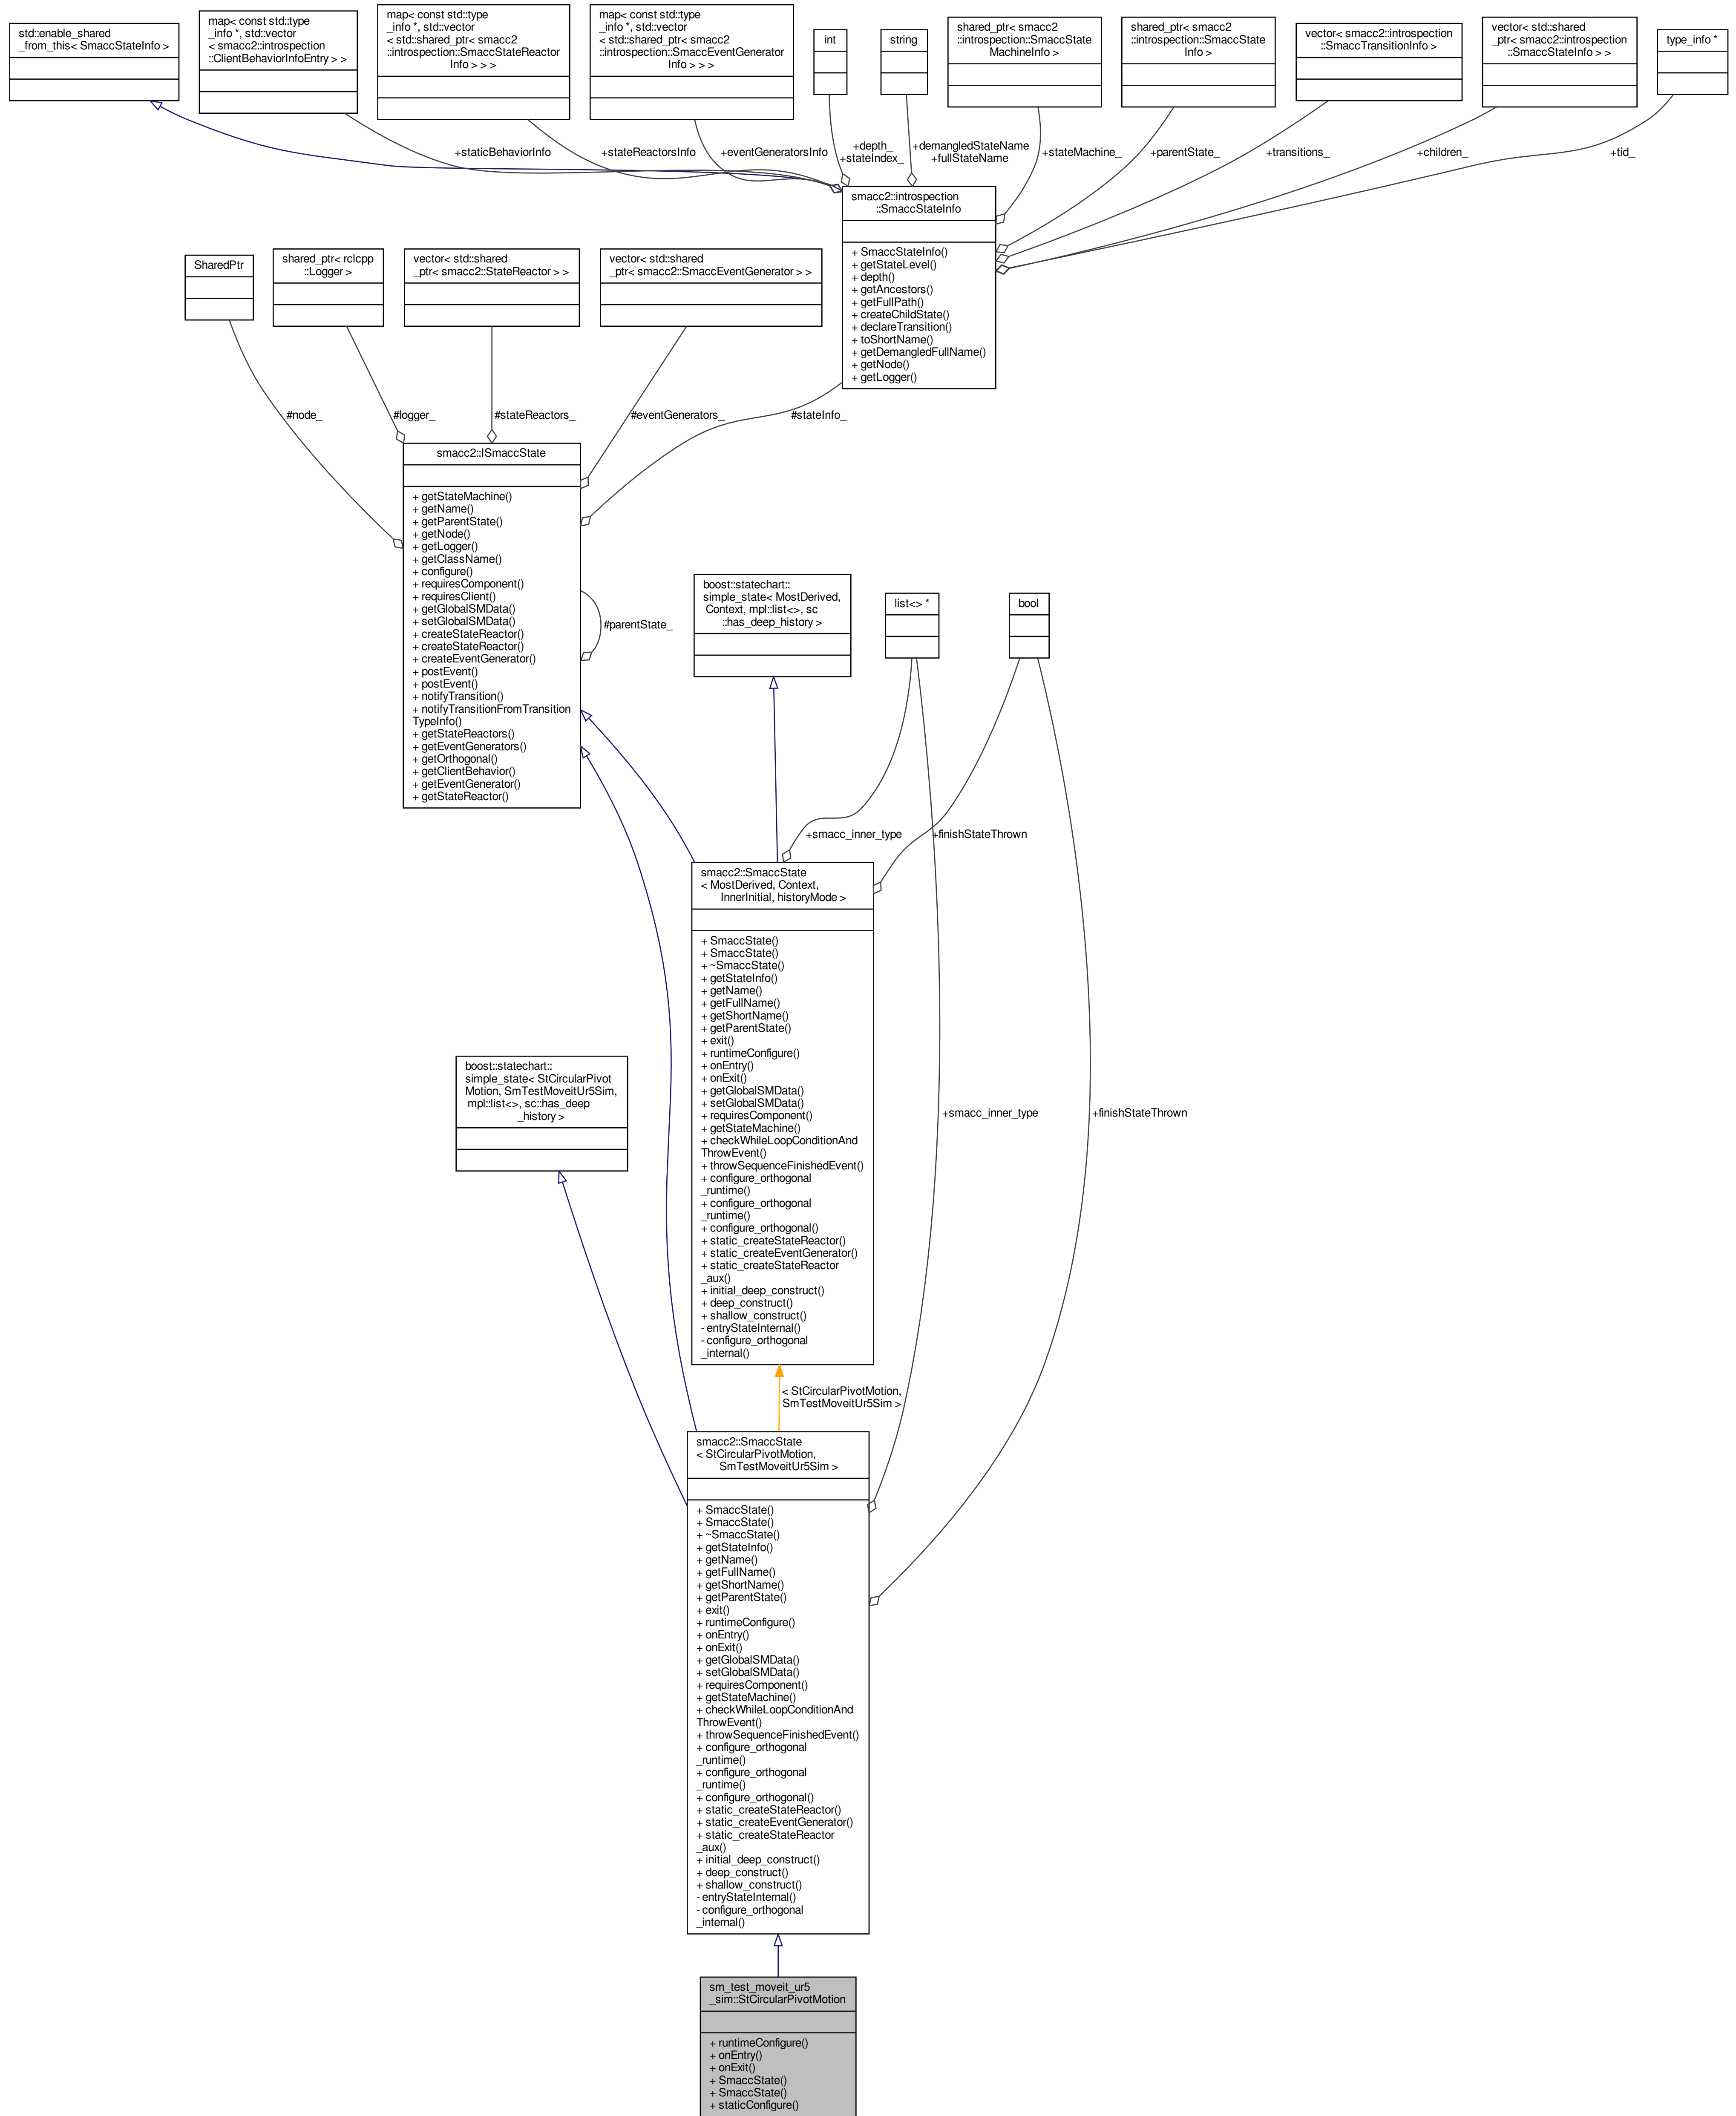 std::enable_shared
_from_this< SmaccStateInfo >
map< const std::type
_info *, std::vector
< smacc2::introspection
::ClientBehaviorInfoEntry > >
map< const std::type
_info *, std::vector
< std::shared_ptr< smacc2
::introspection::SmaccStateReactor
Info > > >
map< const std::type
_info *, std::vector
< std::shared_ptr< smacc2
::introspection::SmaccEventGenerator
Info > > >
int
string
shared_ptr< smacc2
::introspection::SmaccState
MachineInfo >
shared_ptr< smacc2
::introspection::SmaccState
Info >
vector< smacc2::introspection
::SmaccTransitionInfo >
vector< std::shared
_ptr< smacc2::introspection
::SmaccStateInfo > >
type_info *
+staticBehaviorInfo
+stateReactorsInfo
+eventGeneratorsInfo
+depth_
+stateIndex_
+demangledStateName
+fullStateName
+stateMachine_
+parentState_
+transitions_
+children_
+tid_
smacc2::introspection
::SmaccStateInfo
+ SmaccStateInfo()
+ getStateLevel()
+ depth()
+ getAncestors()
+ getFullPath()
+ createChildState()
+ declareTransition()
+ toShortName()
+ getDemangledFullName()
+ getNode()
+ getLogger()
SharedPtr
shared_ptr< rclcpp
::Logger >
vector< std::shared
_ptr< smacc2::StateReactor > >
vector< std::shared
_ptr< smacc2::SmaccEventGenerator > >
#node_
#logger_
#stateReactors_
#eventGenerators_
#stateInfo_
smacc2::ISmaccState
+ getStateMachine()
+ getName()
+ getParentState()
+ getNode()
+ getLogger()
+ getClassName()
+ configure()
+ requiresComponent()
+ requiresClient()
+ getGlobalSMData()
+ setGlobalSMData()
+ createStateReactor()
+ createStateReactor()
+ createEventGenerator()
+ postEvent()
+ postEvent()
+ notifyTransition()
+ notifyTransitionFromTransition
TypeInfo()
+ getStateReactors()
+ getEventGenerators()
+ getOrthogonal()
+ getClientBehavior()
+ getEventGenerator()
+ getStateReactor()
#parentState_
boost::statechart::
simple_state< MostDerived,
Context, mpl::list<>, sc
::has_deep_history >
list<> *
bool
+smacc_inner_type
+finishStateThrown
smacc2::SmaccState
< MostDerived, Context,
InnerInitial, historyMode >
+ SmaccState()
+ SmaccState()
+ ~SmaccState()
+ getStateInfo()
+ getName()
+ getFullName()
+ getShortName()
+ getParentState()
+ exit()
+ runtimeConfigure()
+ onEntry()
+ onExit()
+ getGlobalSMData()
+ setGlobalSMData()
+ requiresComponent()
+ getStateMachine()
+ checkWhileLoopConditionAnd
ThrowEvent()
+ throwSequenceFinishedEvent()
+ configure_orthogonal
_runtime()
+ configure_orthogonal
_runtime()
+ configure_orthogonal()
+ static_createStateReactor()
+ static_createEventGenerator()
+ static_createStateReactor
_aux()
+ initial_deep_construct()
+ deep_construct()
+ shallow_construct()
- entryStateInternal()
- configure_orthogonal
_internal()
boost::statechart::
simple_state< StCircularPivot
Motion, SmTestMoveitUr5Sim,
mpl::list<>, sc::has_deep
_history >
+smacc_inner_type
+finishStateThrown
< StCircularPivotMotion,
SmTestMoveitUr5Sim >
smacc2::SmaccState
< StCircularPivotMotion,
SmTestMoveitUr5Sim >
+ SmaccState()
+ SmaccState()
+ ~SmaccState()
+ getStateInfo()
+ getName()
+ getFullName()
+ getShortName()
+ getParentState()
+ exit()
+ runtimeConfigure()
+ onEntry()
+ onExit()
+ getGlobalSMData()
+ setGlobalSMData()
+ requiresComponent()
+ getStateMachine()
+ checkWhileLoopConditionAnd
ThrowEvent()
+ throwSequenceFinishedEvent()
+ configure_orthogonal
_runtime()
+ configure_orthogonal
_runtime()
+ configure_orthogonal()
+ static_createStateReactor()
+ static_createEventGenerator()
+ static_createStateReactor
_aux()
+ initial_deep_construct()
+ deep_construct()
+ shallow_construct()
- entryStateInternal()
- configure_orthogonal
_internal()
sm_test_moveit_ur5
_sim::StCircularPivotMotion
+ runtimeConfigure()
+ onEntry()
+ onExit()
+ SmaccState()
+ SmaccState()
+ staticConfigure()